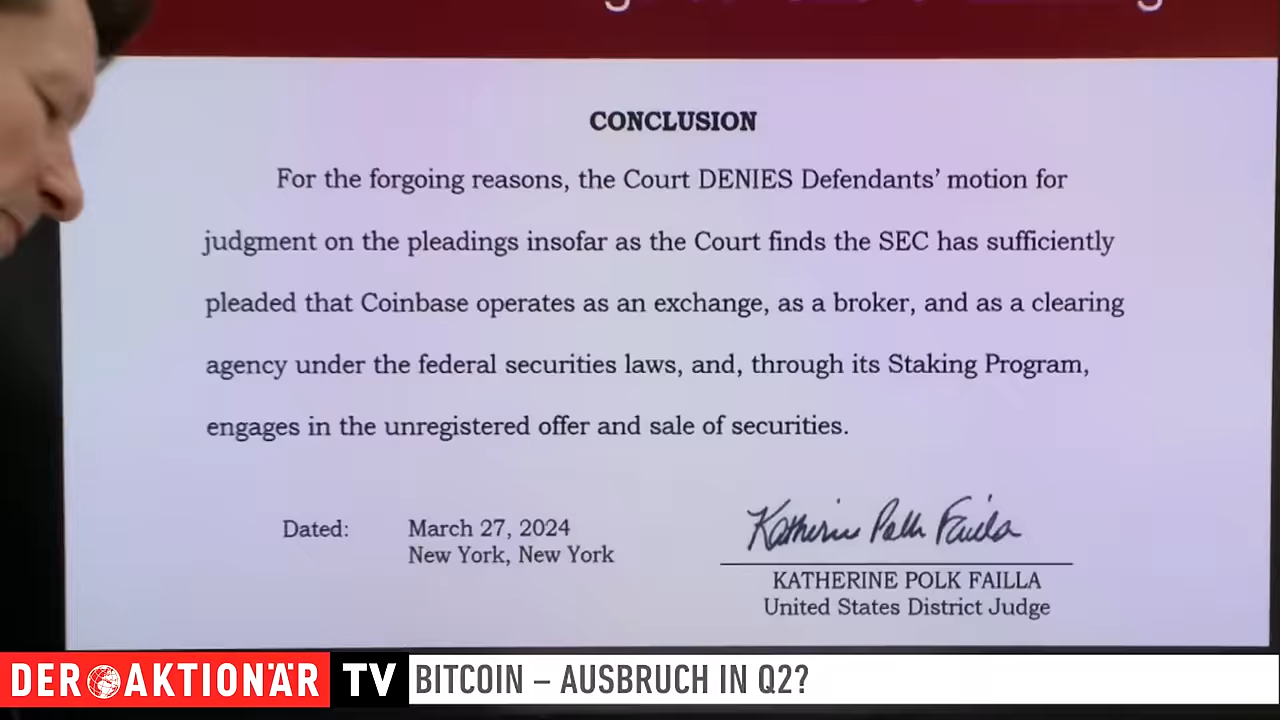 CONCLUSION
For the forgoing reasons, the Court DENIES Defendants’ motion for
judgment on the pleadings insofar as the Court finds the SEC has sufficiently
pleaded that Coinbase operates as an exchange, as a broker, and as a clearing
agency under the federal securities laws, and, through its Staking Program,
engages in the unregistered offer and sale of securities.
Dated: March 27, 2024
New York, New York
Katherine Polk Failla
KATHERINE POLK FAILLA
United States District Judge
DER AKTIONÄR TV BITCOIN – AUSBRUCH IN Q2?